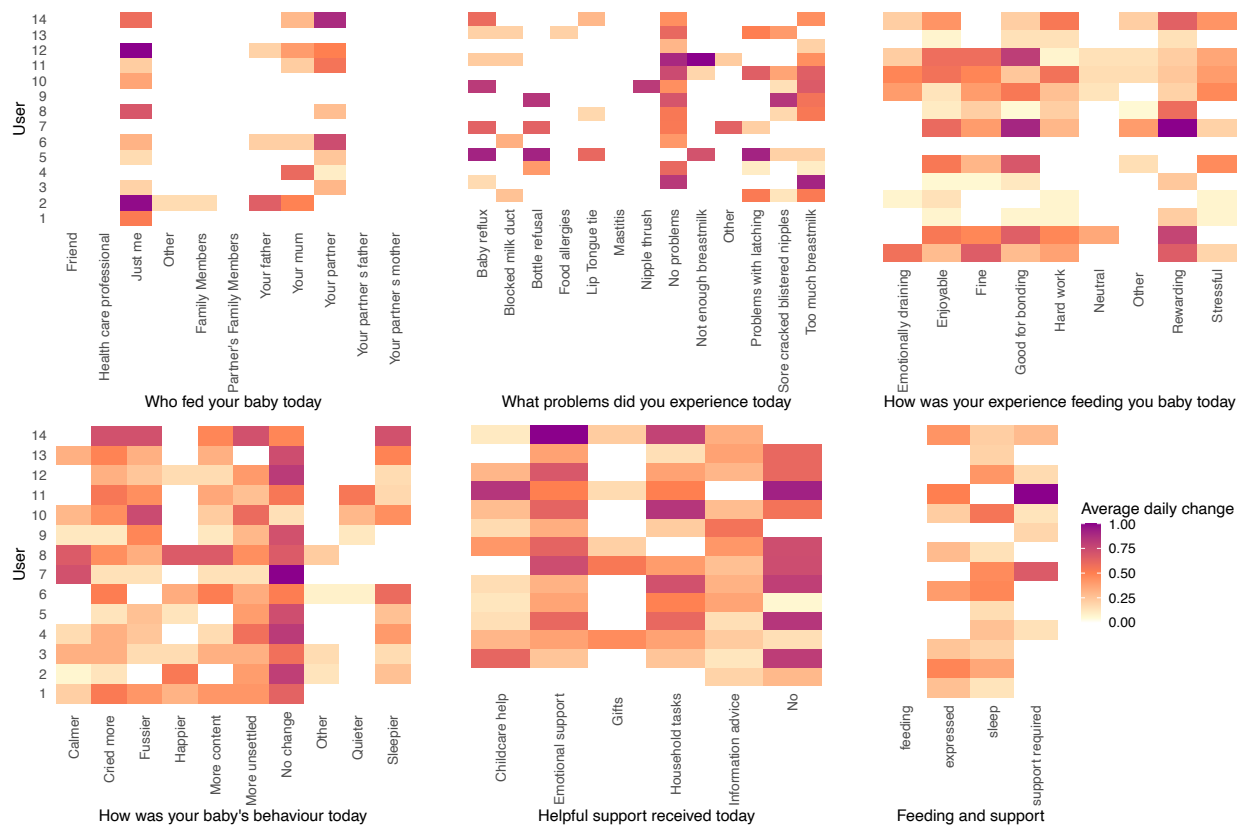 14
13
12
11
10
9
8
7
6
5
4
3
2
1
User
Friend
Health care professional
Just me
Other
Family Members
Partner's Family Members
Your father
Your mum
Your partner
Your partner s father
Your partner s mother
Who fed your baby today
Baby reflux
Blocked milk duct
Bottle refusal
Food allergies
Lip Tongue tie
Mastitis
Nipple thrush
No problems
Not enough breastmilk
Other
Problems with latching
Sore cracked blistered nipples
Too much breastmilk
What problems did you experience today
Emotionally draining
Enjoyable
Fine
Good for bonding
Hard work
Neutral
Other
Rewarding
Stressful
How was your experience feeding you baby today
14
13
12
11
10
9
8
7
6
5
4
3
2
1
User
Calmer
Cried more
Fussier
Happier
More content
More unsettled
No change
Other
Quieter
Sleepier
How was your baby's behaviour today
Childcare help
Emotional support
Gifts
Household tasks
Information advice
No
Helpful support received today
feeding
expressed
sleep
support required
Feeding and support
Average daily change
1.00
0.75
0.50
0.25
0.00